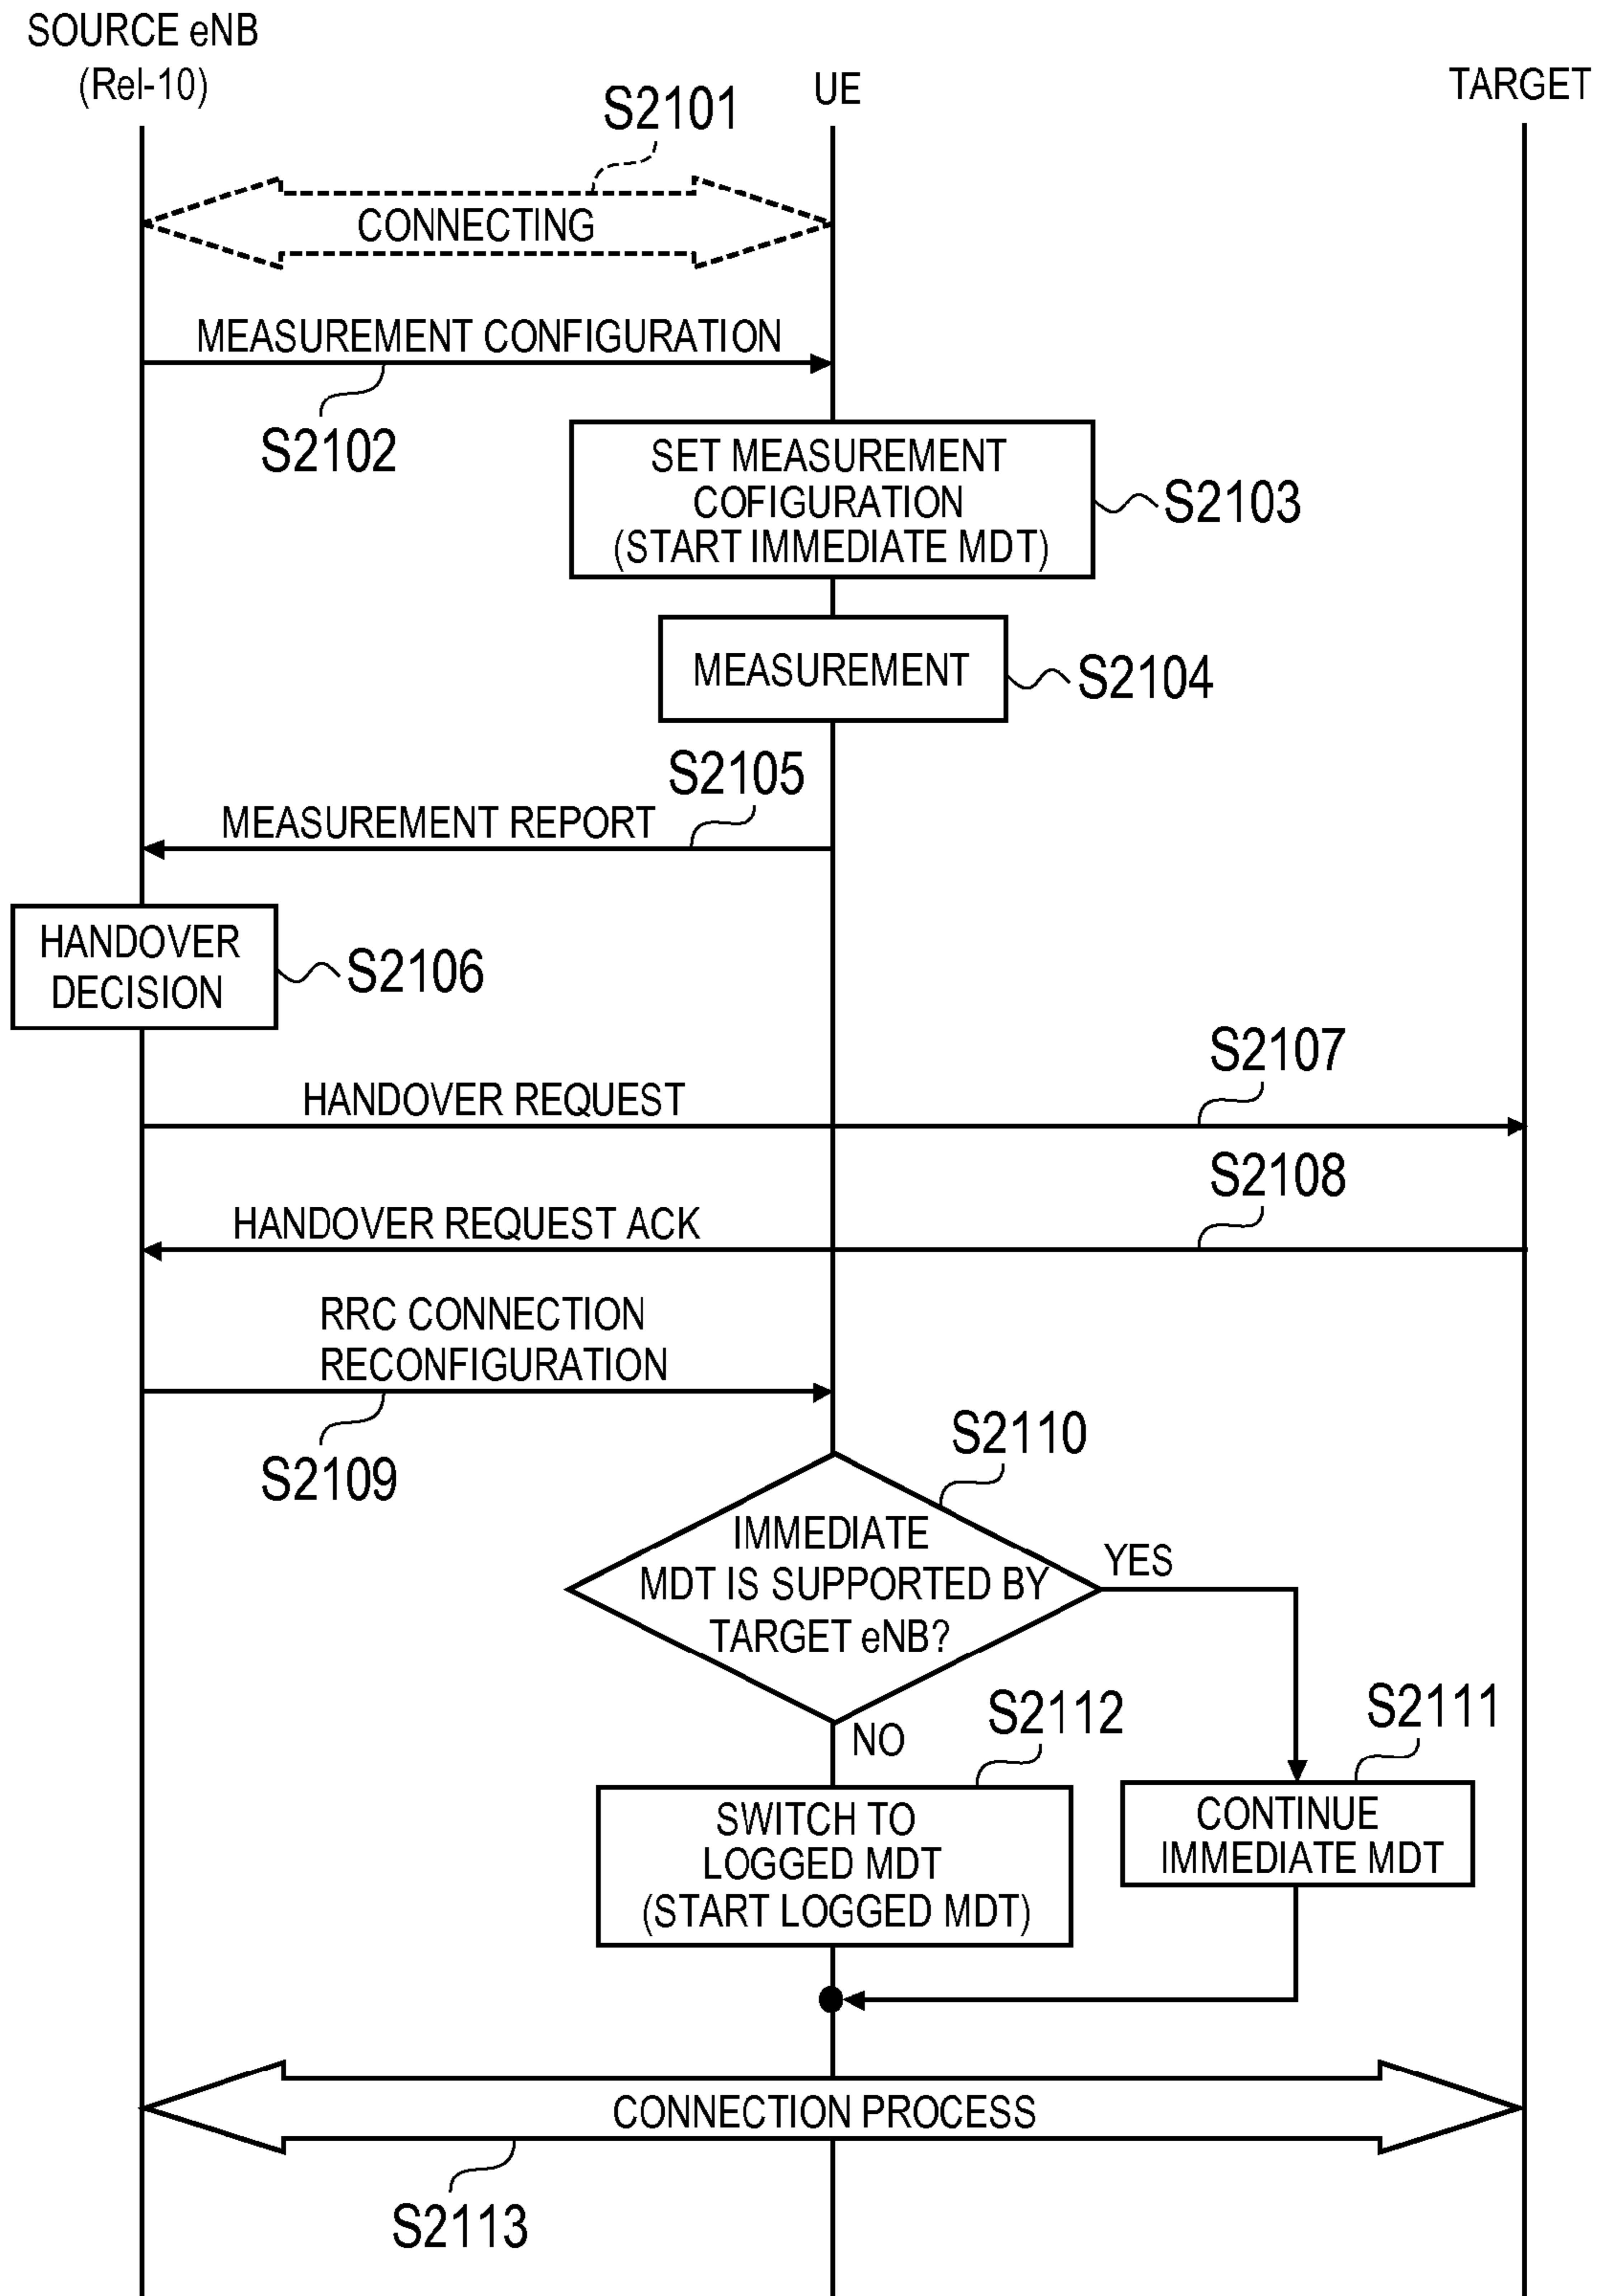 SOURCE eNB
(Rel-10)
UE
TARGET
S2101
CONNECTING
MEASUREMENT CONFIGURATION
S2102
SET MEASUREMENT
COFIGURATION
(START IMMEDIATE MDT)
S2103
MEASUREMENT
S2104
S2105
MEASUREMENT REPORT
HANDOVER
DECISION
S2106
S2107
HANDOVER REQUEST
S2108
HANDOVER REQUEST ACK
RRC CONNECTION
RECONFIGURATION
S2109
S2110
IMMEDIATE
MDT IS SUPPORTED BY
TARGET eNB?
YES
NO
S2112
S2111
SWITCH TO
LOGGED MDT
(START LOGGED MDT)
CONTINUE
IMMEDIATE MDT
CONNECTION PROCESS
S2113